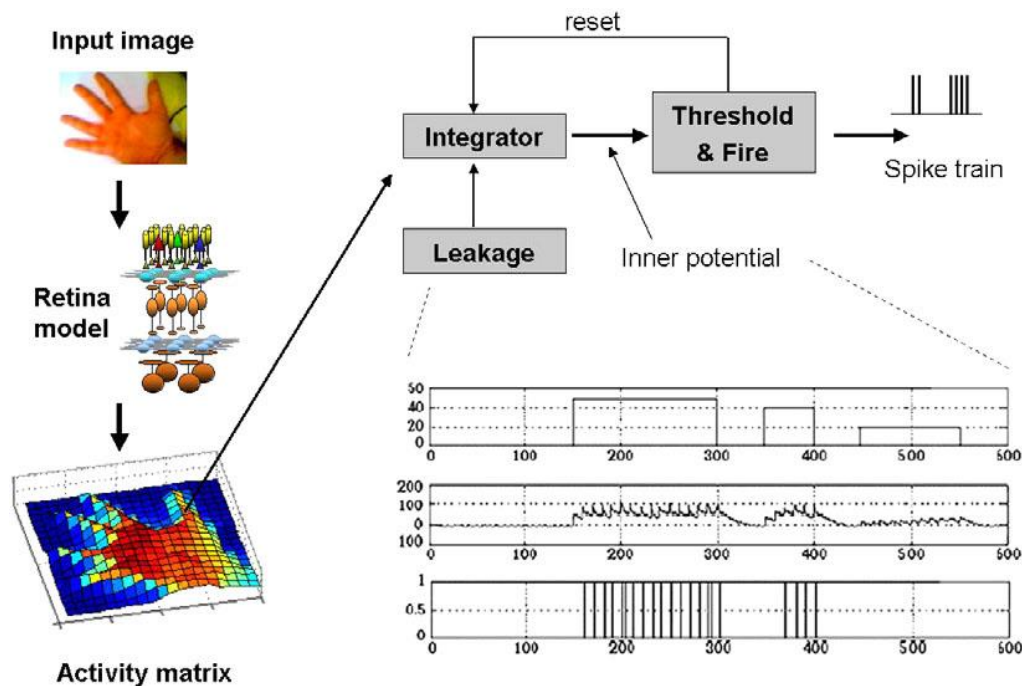 Input image
Retina
model
Activity matrix
reset
Integrator
Threshold
& Fire
Spike train
Leakage
Inner potential
50
40
20
0
0 100 200 300 400 500 600
200
100
0
100
0 100 200 300 400 500 600
1
0.5
0
0 100 200 300 400 500 600